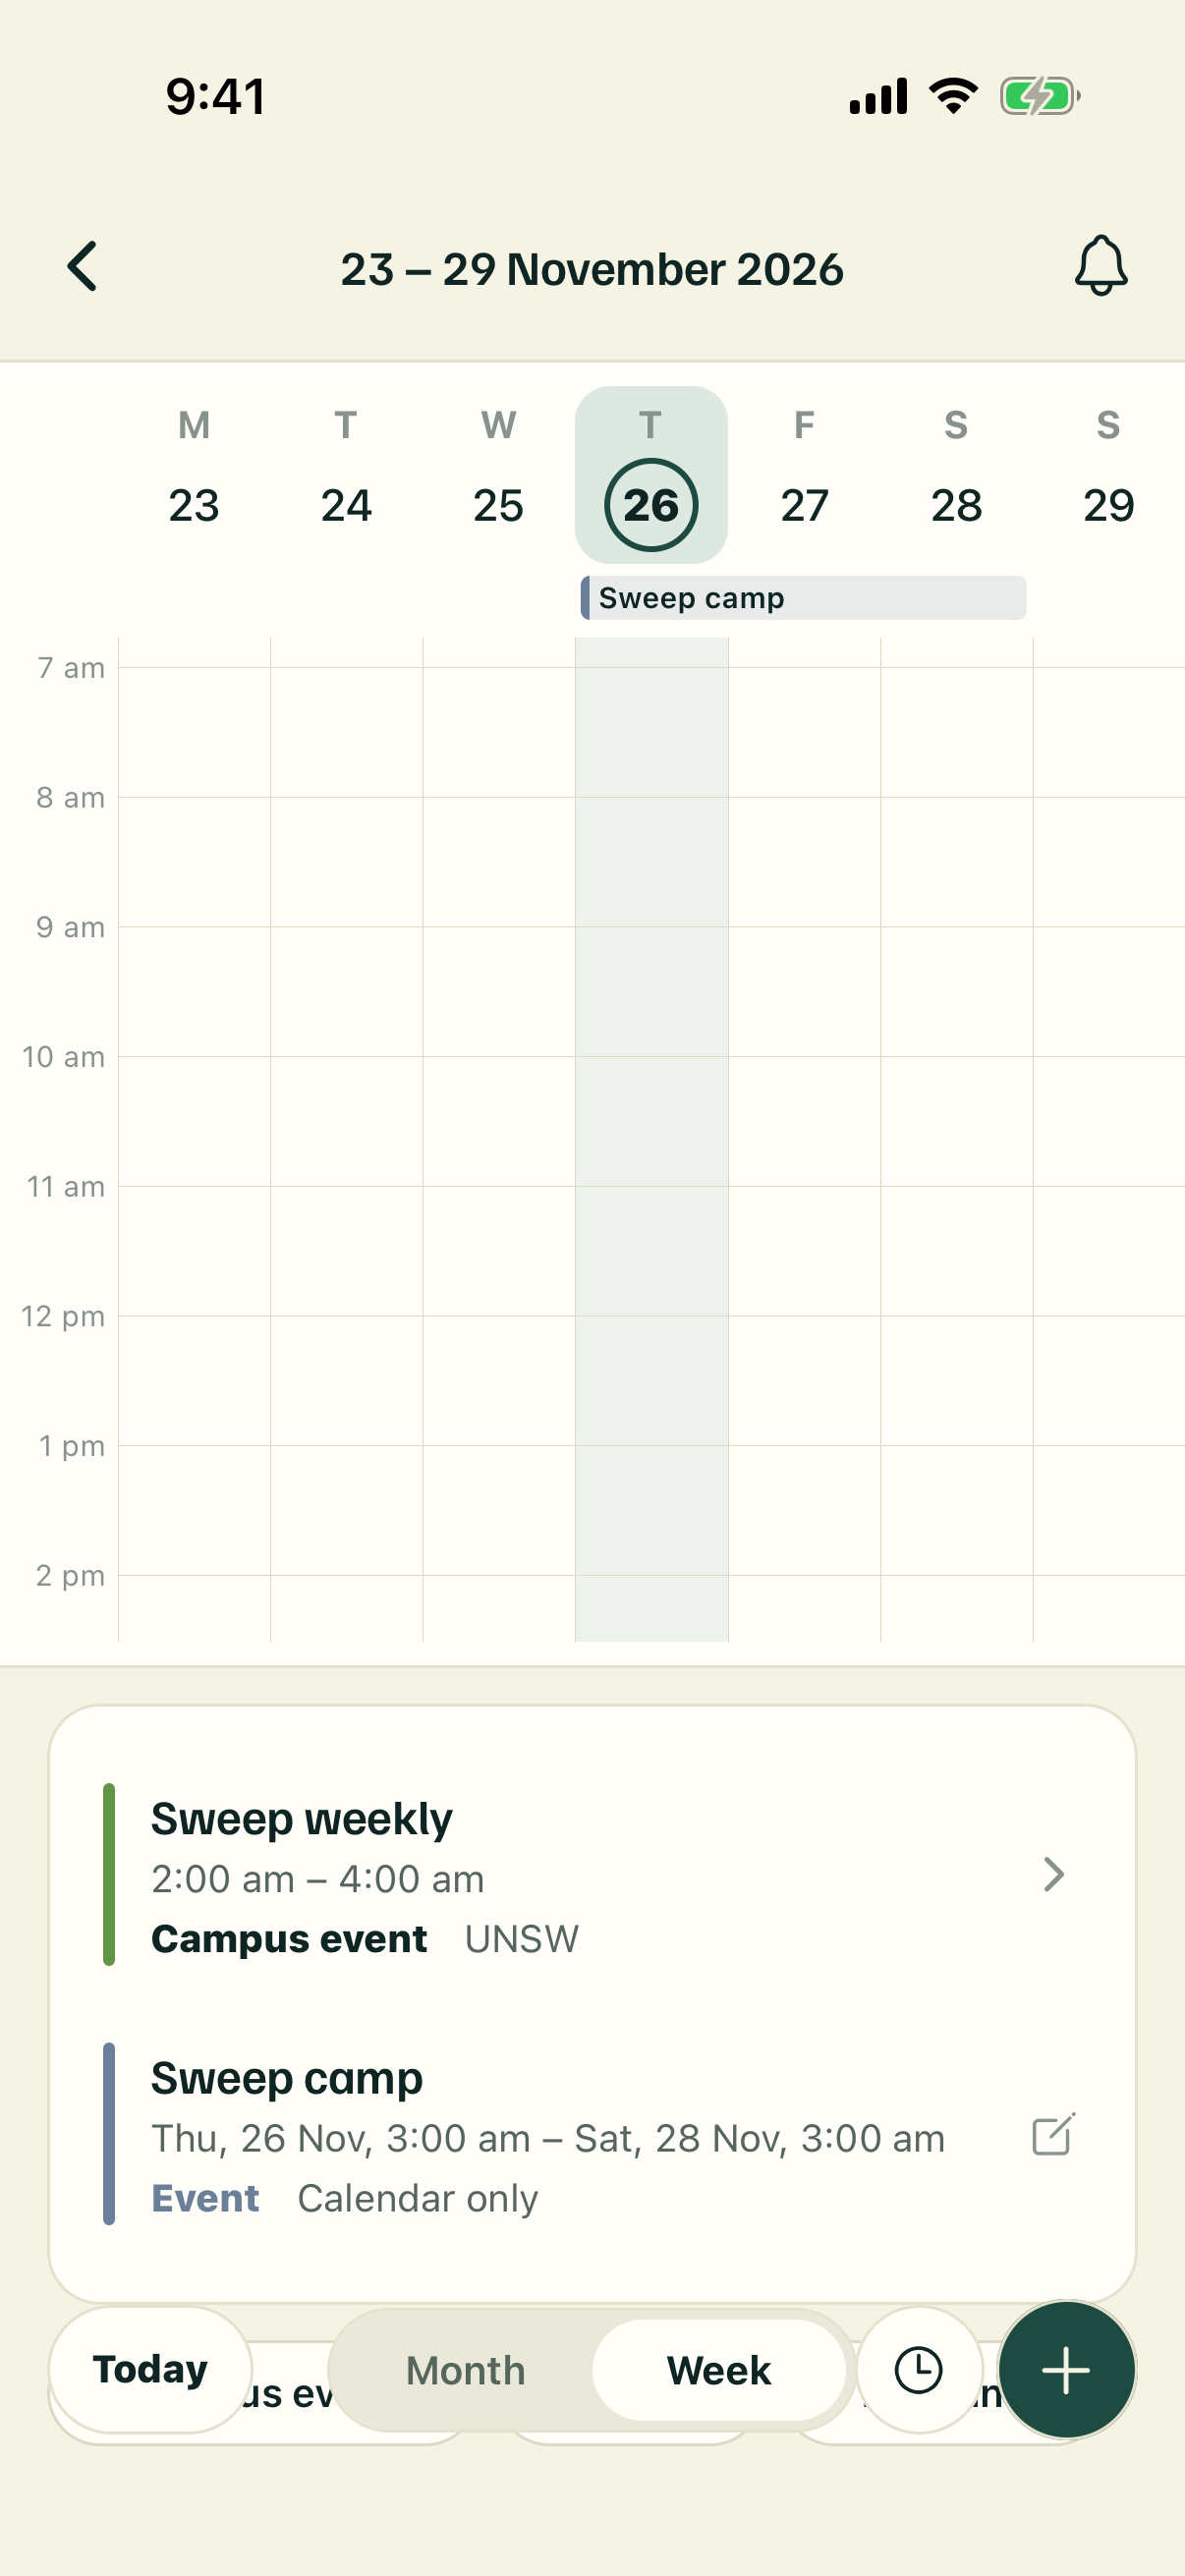 9:41
23 – 29 November 2026
M T W T F S S
23 24 25 26 27 28 29
Sweep camp
7 am
8 am
9 am
10 am
11 am
12 pm
1 pm
2 pm
Sweep weekly
2:00 am – 4:00 am
Campus event UNSW
Sweep camp
Thu, 26 Nov, 3:00 am – Sat, 28 Nov, 3:00 am
Event Calendar only
Today Month Week